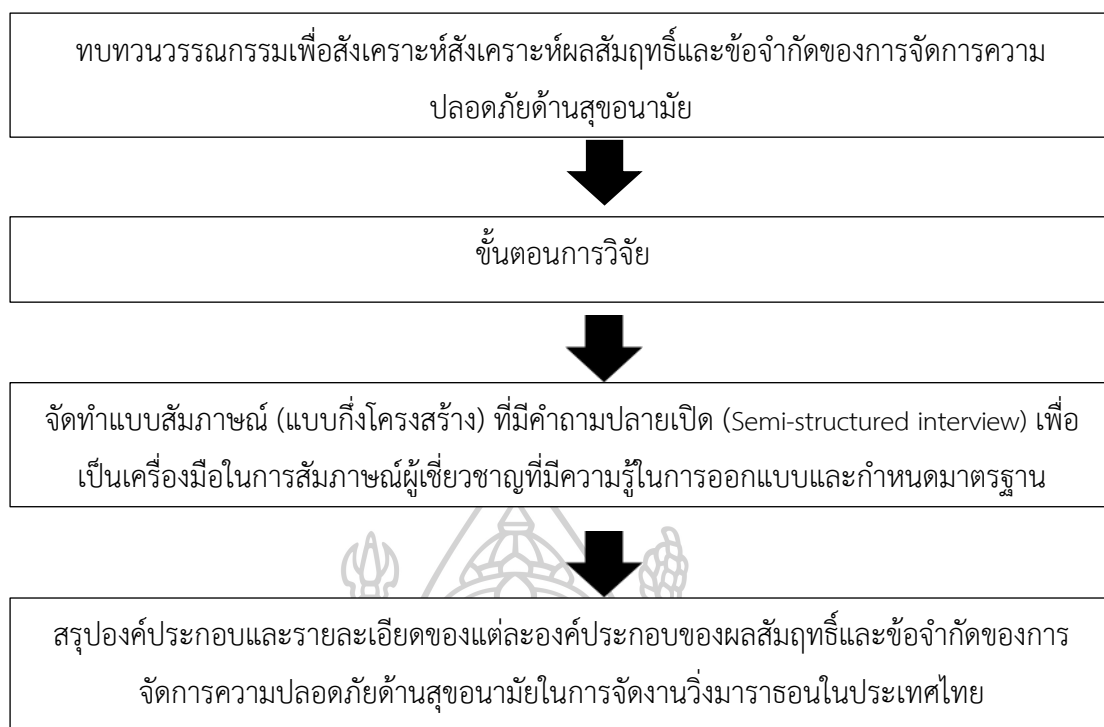 ทบทวนวรรณกรรมเพื่อสังเคราะห์สังเคราะห์ผลสัมฤทธิ์และข้อจำกัดของการจัดการความ
ปลอดภัยด้านสุขอนามัย
ขั้นตอนการวิจัย
จัดทำแบบสัมภาษณ์ (แบบกึ่งโครงสร้าง) ที่มีคำถามปลายเปิด (Semi-structured interview) เพื่อ
เป็นเครื่องมือในการสัมภาษณ์ผู้เชี่ยวชาญที่มีความรู้ในการออกแบบและกำหนดมาตรฐาน
สรุปองค์ประกอบและรายละเอียดของแต่ละองค์ประกอบของผลสัมฤทธิ์และข้อจำกัดของการ
จัดการความปลอดภัยด้านสุขอนามัยในการจัดงานวิ่งมาราธอนในประเทศไทย